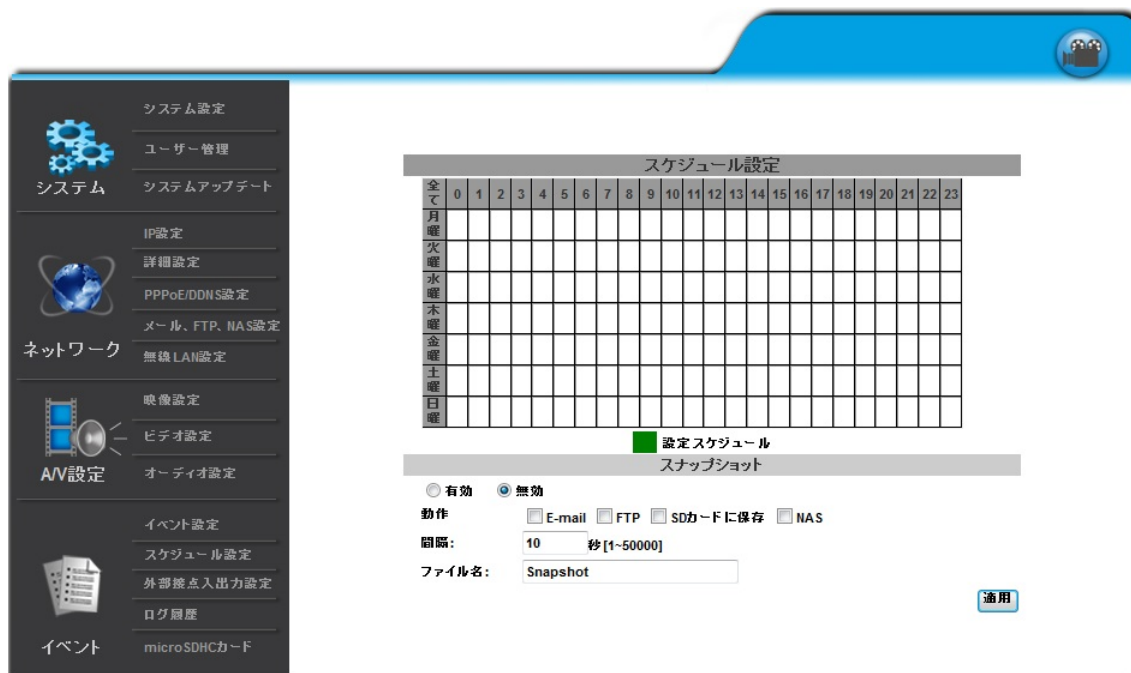 システム設定
ユーザー管理
システムアップデート
システム
IP設定
詳細設定
PPPoE/DDNS設定
メール、FTP、NAS設定
無線LAN設定
ネットワーク
映像設定
ビデオ設定
オーディオ設定
A/V設定
イベント設定
スケジュール設定
外部接点入出力設定
ログ履歴
microSDHCカード
イベント
スケジュール設定
全て 0 1 2 3 4 5 6 7 8 9 10 11 12 13 14 15 16 17 18 19 20 21 22 23
月曜
火曜
水曜
木曜
金曜
土曜
日曜
設定スケジュール
スナップショット
有効 無効
動作 E-mail FTP SDカードに保存 NAS
間隔: 10 秒[1~50000]
ファイル名: Snapshot
適用